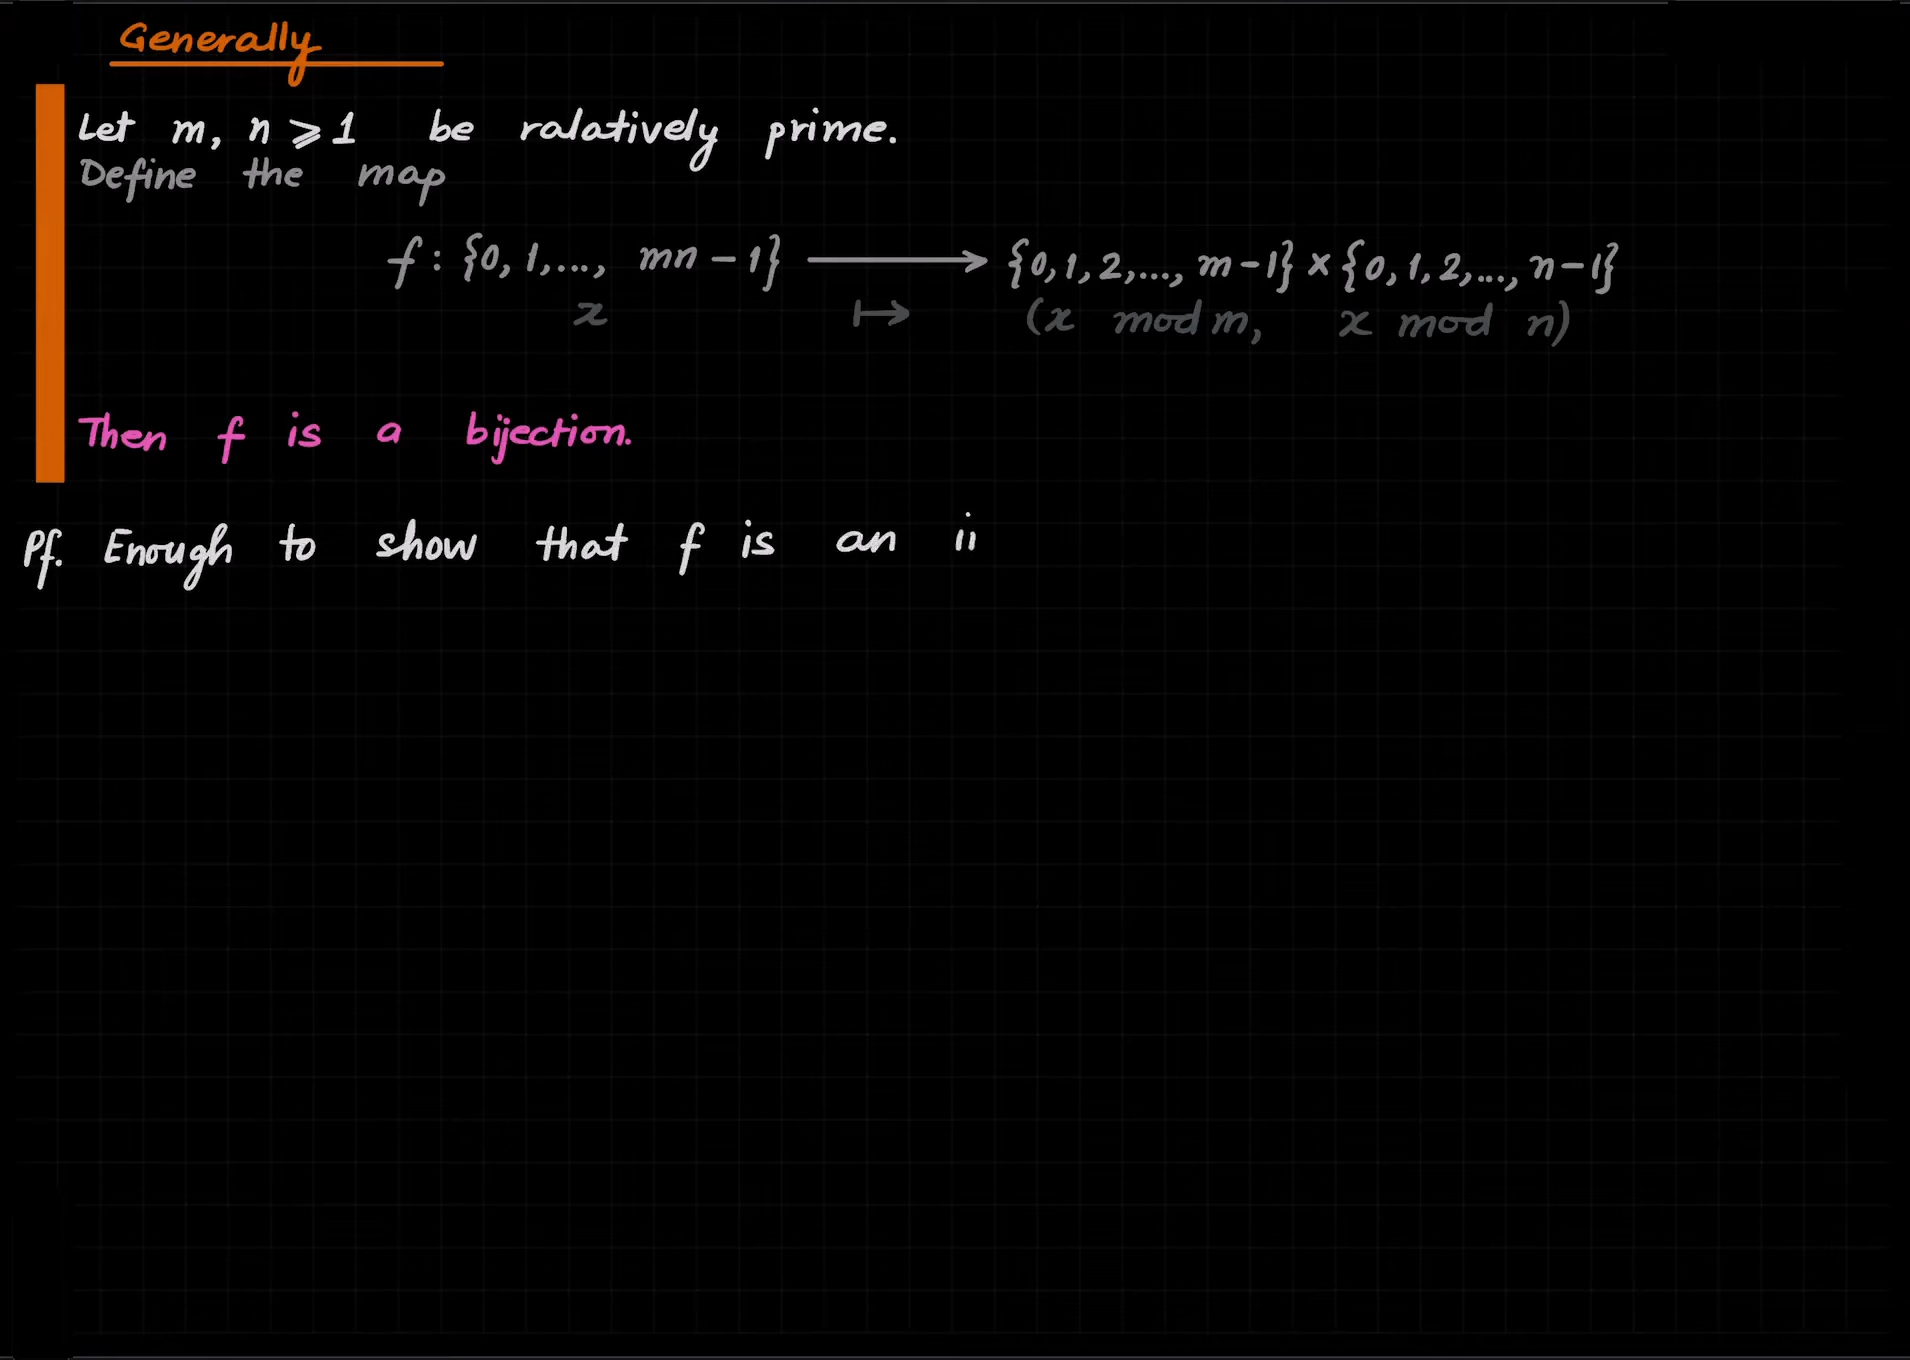 Generally
Let m, n ⩾ 1 be ralatively prime.
Define the map
f: {0, 1, ..., mn - 1} ⟶ {0, 1, 2, ..., m - 1} × {0, 1, 2, ..., n - 1}
x ↦ (x mod m, x mod n)
Then f is a bijection.
Pf. Enough to show that f is an